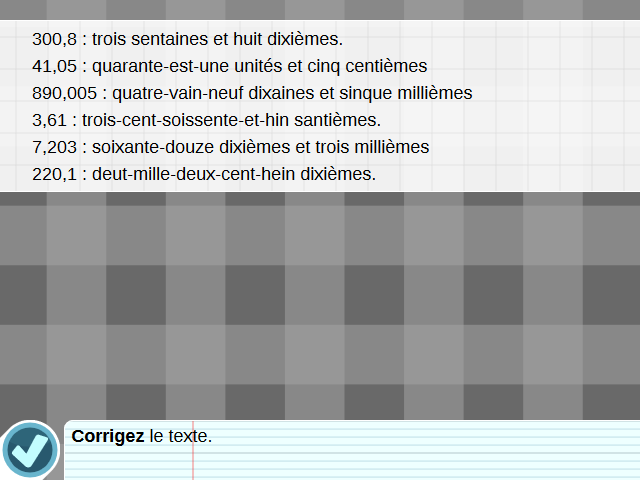 300,8 : trois sentaines et huit dixièmes.
41,05 : quarante-est-une unités et cinq centièmes
890,005 : quatre-vain-neuf dixaines et sinque millièmes
3,61 : trois-cent-soissente-et-hin santièmes.
7,203 : soixante-douze dixièmes et trois millièmes
220,1 : deut-mille-deux-cent-hein dixièmes.
Corrigez le texte.